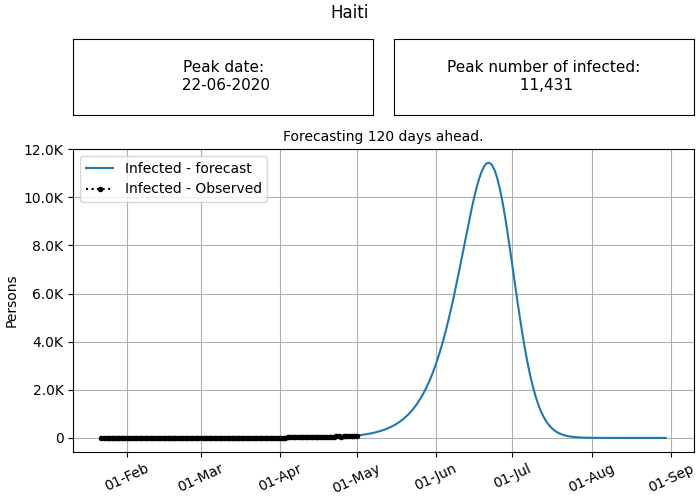 Haiti
Peak date:
22-06-2020
Peak number of infected:
11,431
Forecasting 120 days ahead.
Infected - forecast
Infected - Observed
Persons
12.0K
10.0K
8.0K
6.0K
4.0K
2.0K
0
01-Feb
01-Mar
01-Apr
01-May
01-Jun
01-Jul
01-Aug
01-Sep